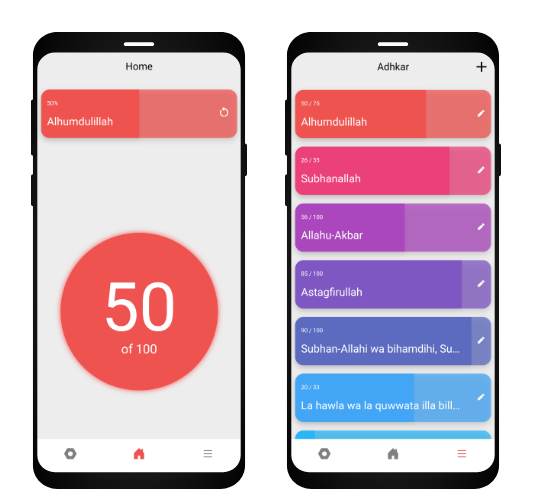 Home
50%
Alhumdulillah
50
of 100
Adhkar
50 / 75
Alhumdulillah
26 / 33
Subhanallah
56 / 100
Allahu-Akbar
85 / 100
Astagfirullah
90 / 100
Subhan-Allahi wa bihamdihi, Su...
20 / 33
La hawla wa la quwwata illa bill...